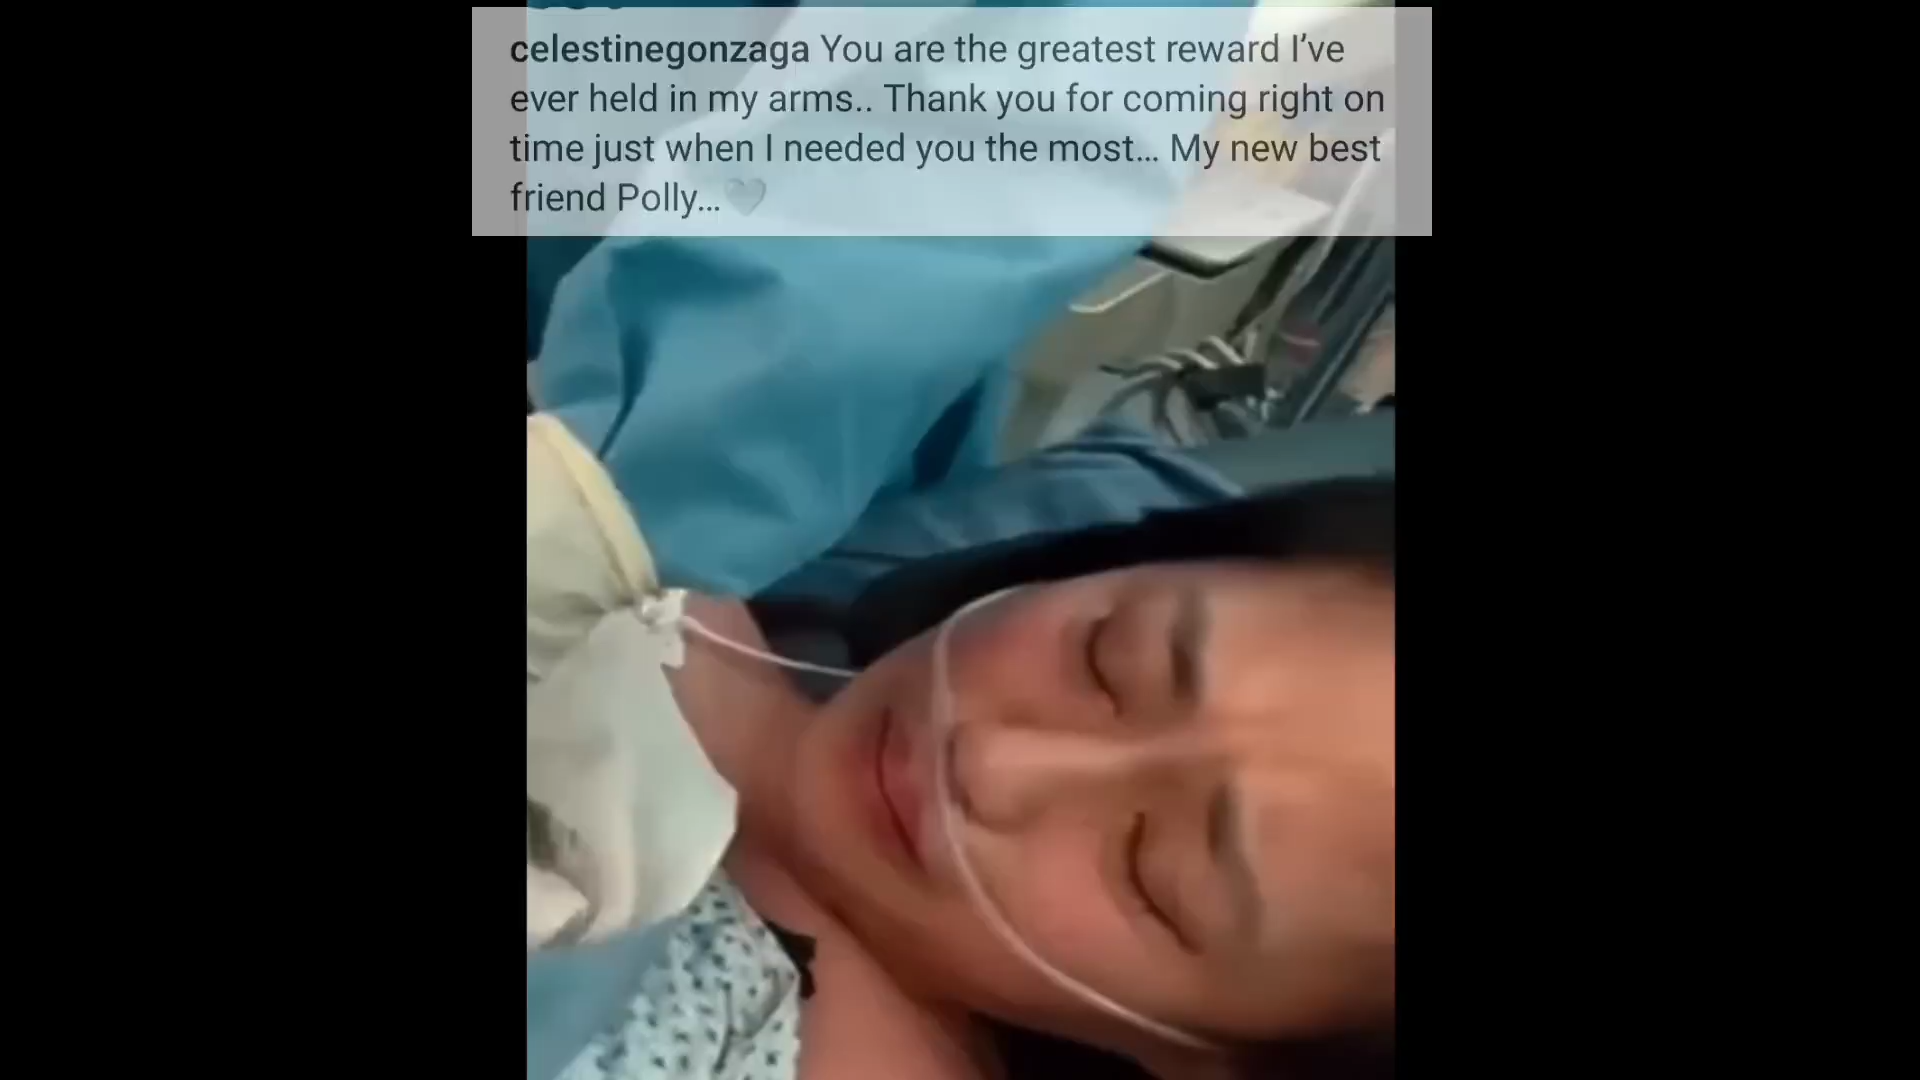 celestinegonzaga You are the greatest reward I’ve
ever held in my arms.. Thank you for coming right on
time just when I needed you the most… My new best
friend Polly…🤍